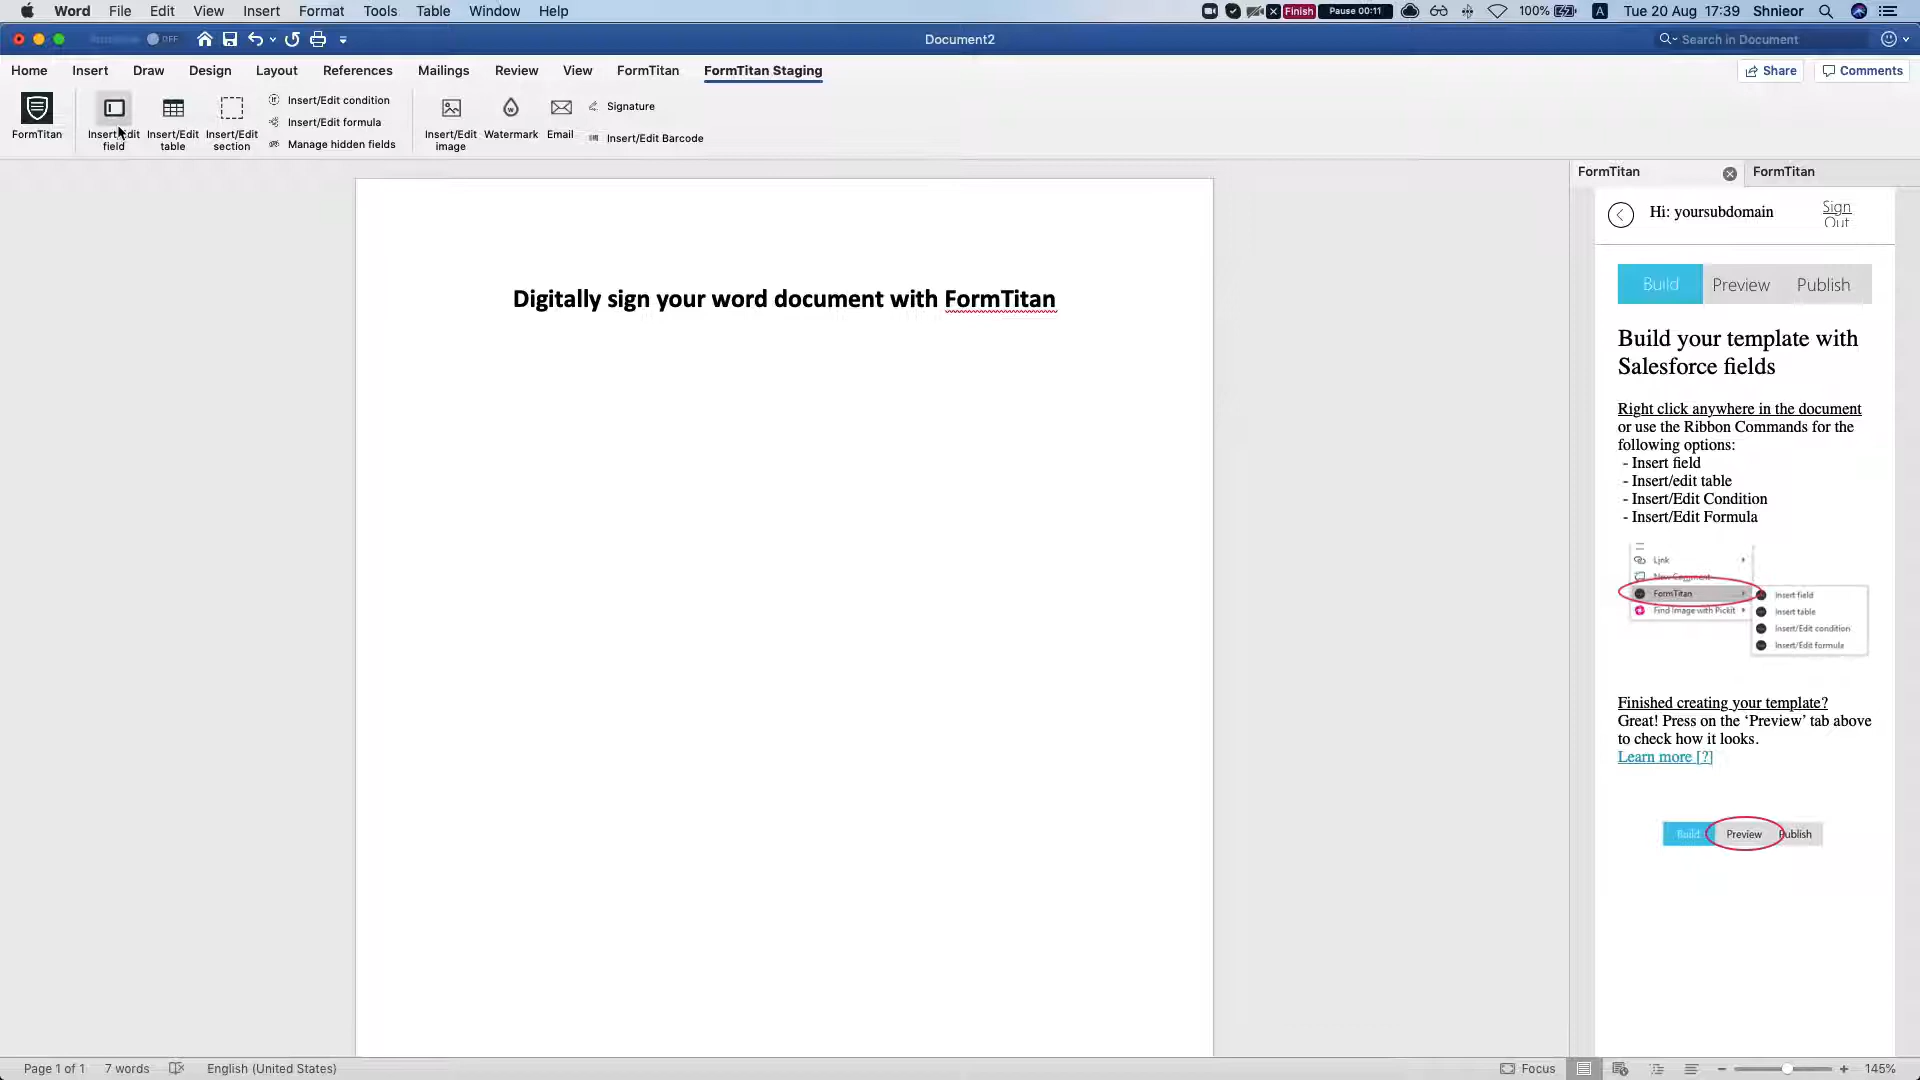 Word File Edit View Insert Format Tools Table Window Help
Finish Pause 00:11 100% A Tue 20 Aug 17:39 Shnieor
OFF Document2 Search in Document
Home Insert Draw Design Layout References Mailings Review View FormTitan FormTitan Staging Share Comments
FormTitan
Insert/Edit
field
Insert/Edit
table
Insert/Edit
section
Insert/Edit condition
Insert/Edit formula
Manage hidden fields
Insert/Edit
image
Watermark
Email
Signature
Insert/Edit Barcode
Digitally sign your word document with FormTitan
FormTitan FormTitan
Hi: yoursubdomain
Sign
Out
Build Preview Publish
Build your template with
Salesforce fields
Right click anywhere in the document
or use the Ribbon Commands for the
following options:
- Insert field
- Insert/edit table
- Insert/Edit Condition
- Insert/Edit Formula
Link
New Comment
FormTitan
Find Image with Pickit
Insert field
Insert table
Insert/Edit condition
Insert/Edit formula
Finished creating your template?
Great! Press on the ‘Preview’ tab above
to check how it looks.
Learn more [?]
Build Preview Publish
Page 1 of 1 7 words English (United States) Focus 145%